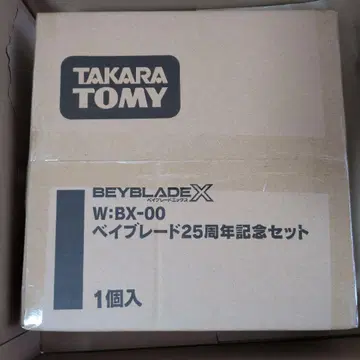 TAKARA
TOMY
BEYBLADE X
ベイブレードエックス
W:BX-00
ベイブレード25周年記念セット
1個入